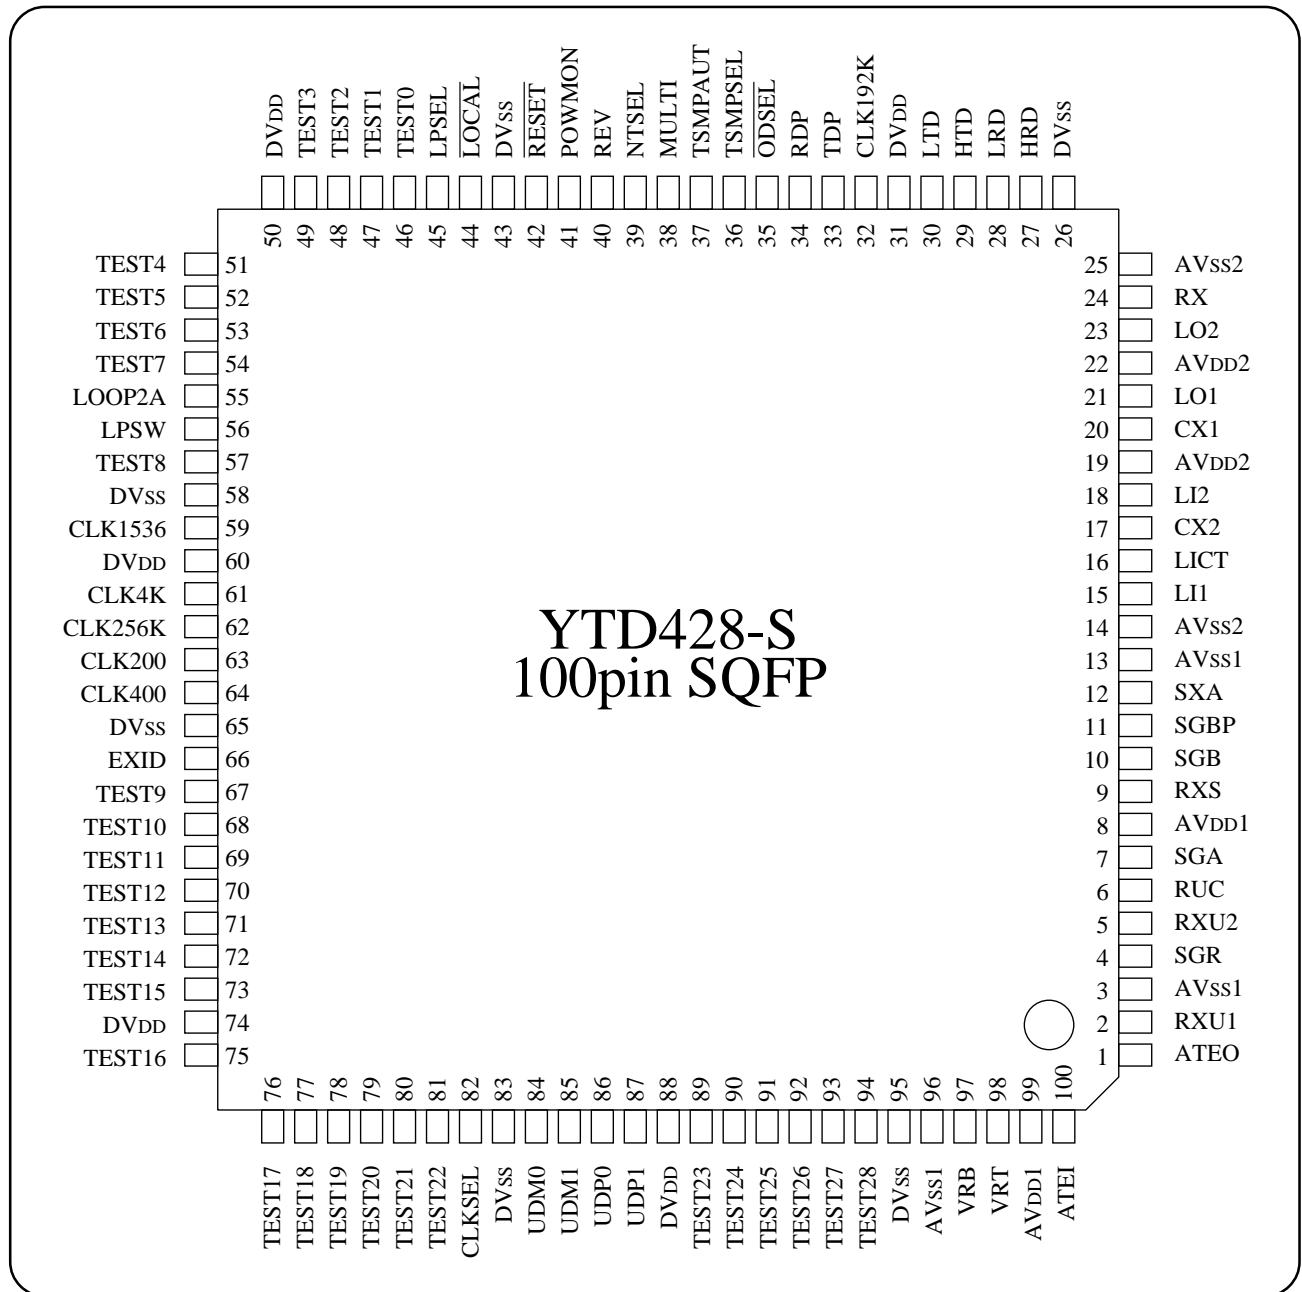 DVDD TEST3 TEST2 TEST1 TEST0 LPSEL LOCAL DVSS RESET POWMON REV NTSEL MULTI TSMPAUT TSMPSEL ODSEL RDP TDP CLK192K DVDD LTD HTD LRD HRD DVSS
50 49 48 47 46 45 44 43 42 41 40 39 38 37 36 35 34 33 32 31 30 29 28 27 26
TEST4 51 25 AVSS2
TEST5 52 24 RX
TEST6 53 23 LO2
TEST7 54 22 AVDD2
LOOP2A 55 21 LO1
LPSW 56 20 CX1
TEST8 57 19 AVDD2
DVSS 58 18 LI2
CLK1536 59 17 CX2
DVDD 60 16 LICT
CLK4K 61 15 LI1
CLK256K 62 14 AVSS2
CLK200 63 13 AVSS1
CLK400 64 12 SXA
DVSS 65 11 SGBP
EXID 66 10 SGB
TEST9 67 9 RXS
TEST10 68 8 AVDD1
TEST11 69 7 SGA
TEST12 70 6 RUC
TEST13 71 5 RXU2
TEST14 72 4 SGR
TEST15 73 3 AVSS1
DVDD 74 2 RXU1
TEST16 75 1 ATEO
YTD428-S
100pin SQFP
76 77 78 79 80 81 82 83 84 85 86 87 88 89 90 91 92 93 94 95 96 97 98 99 100
TEST17 TEST18 TEST19 TEST20 TEST21 TEST22 CLKSEL DVSS UDM0 UDM1 UDP0 UDP1 DVDD TEST23 TEST24 TEST25 TEST26 TEST27 TEST28 DVSS AVSS1 VRB VRT AVDD1 ATEI